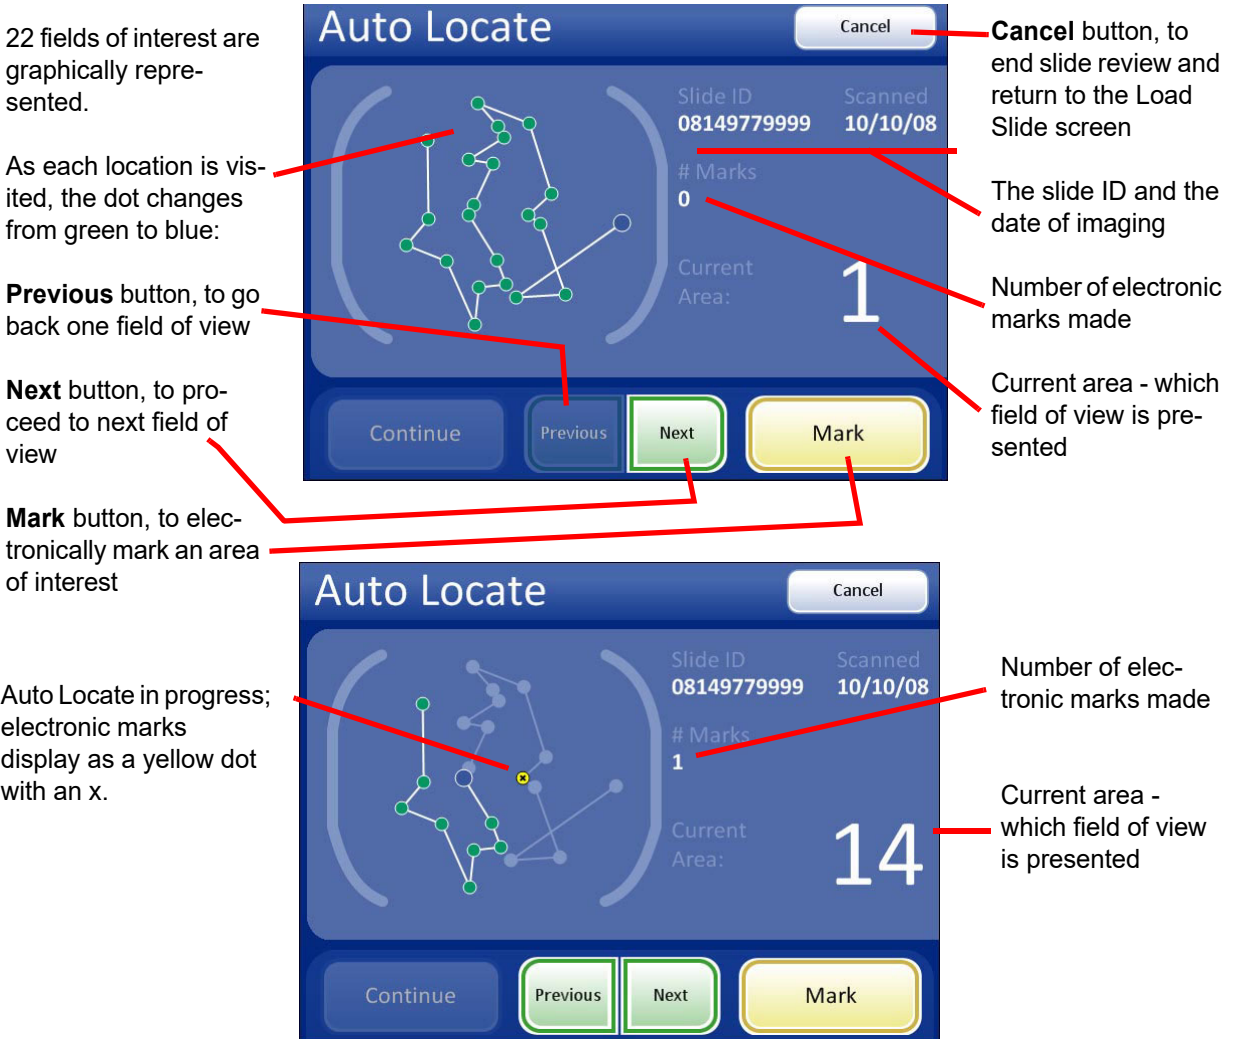 22 fields of interest are
graphically repre-
sented.
As each location is vis-
ited, the dot changes
from green to blue:
Previous button, to go
back one field of view
Next button, to pro-
ceed to next field of
view
Mark button, to elec-
tronically mark an area
of interest
Auto Locate
Cancel
Slide ID
Scanned
08149779999
10/10/08
# Marks
0
Current
Area:
1
Continue
Previous
Next
Mark
Cancel button, to
end slide review and
return to the Load
Slide screen
The slide ID and the
date of imaging
Number of electronic
marks made
Current area - which
field of view is pre-
sented
Auto Locate in progress;
electronic marks
display as a yellow dot
with an x.
Auto Locate
Cancel
Slide ID
Scanned
08149779999
10/10/08
# Marks
1
Current
Area:
14
Continue
Previous
Next
Mark
Number of elec-
tronic marks made
Current area -
which field of view
is presented